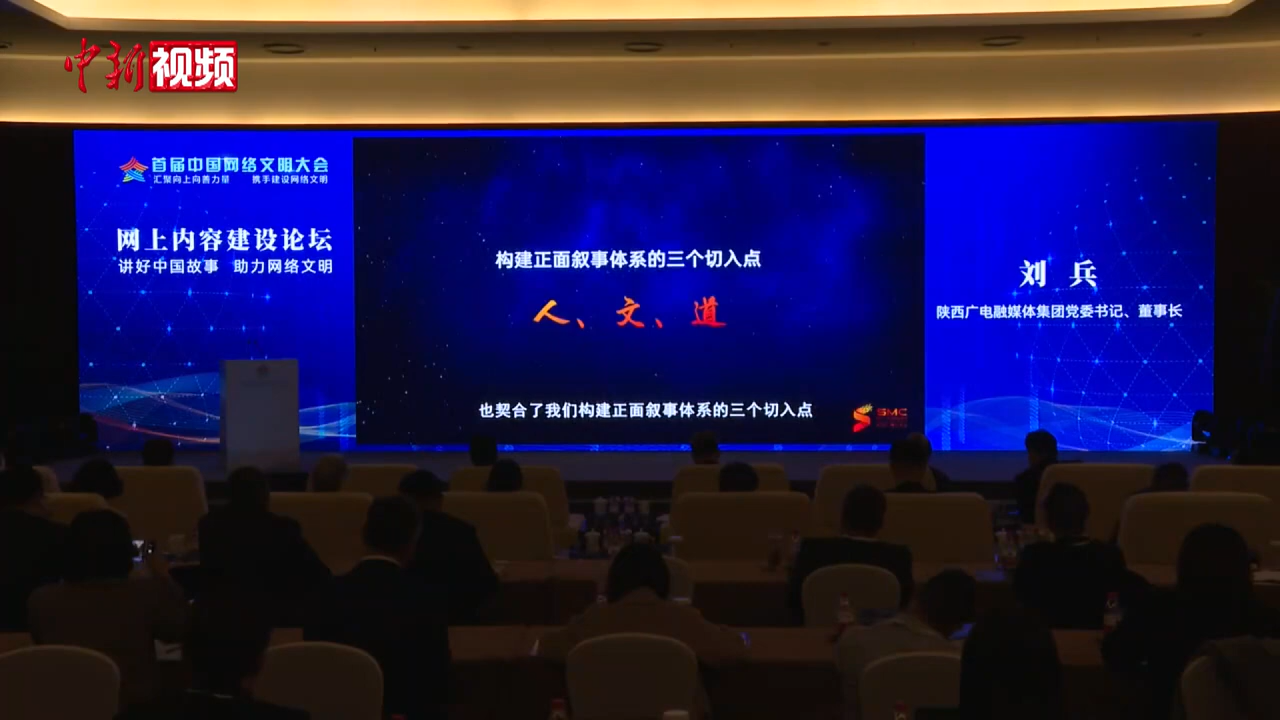 中新视频
首届中国网络文明大会
汇聚向上向善力量 携手建设网络文明
网上内容建设论坛
讲好中国故事 助力网络文明
构建正面叙事体系的三个切入点
人、文、道
也契合了我们构建正面叙事体系的三个切入点
SMC
刘 兵
陕西广电融媒体集团党委书记、董事长